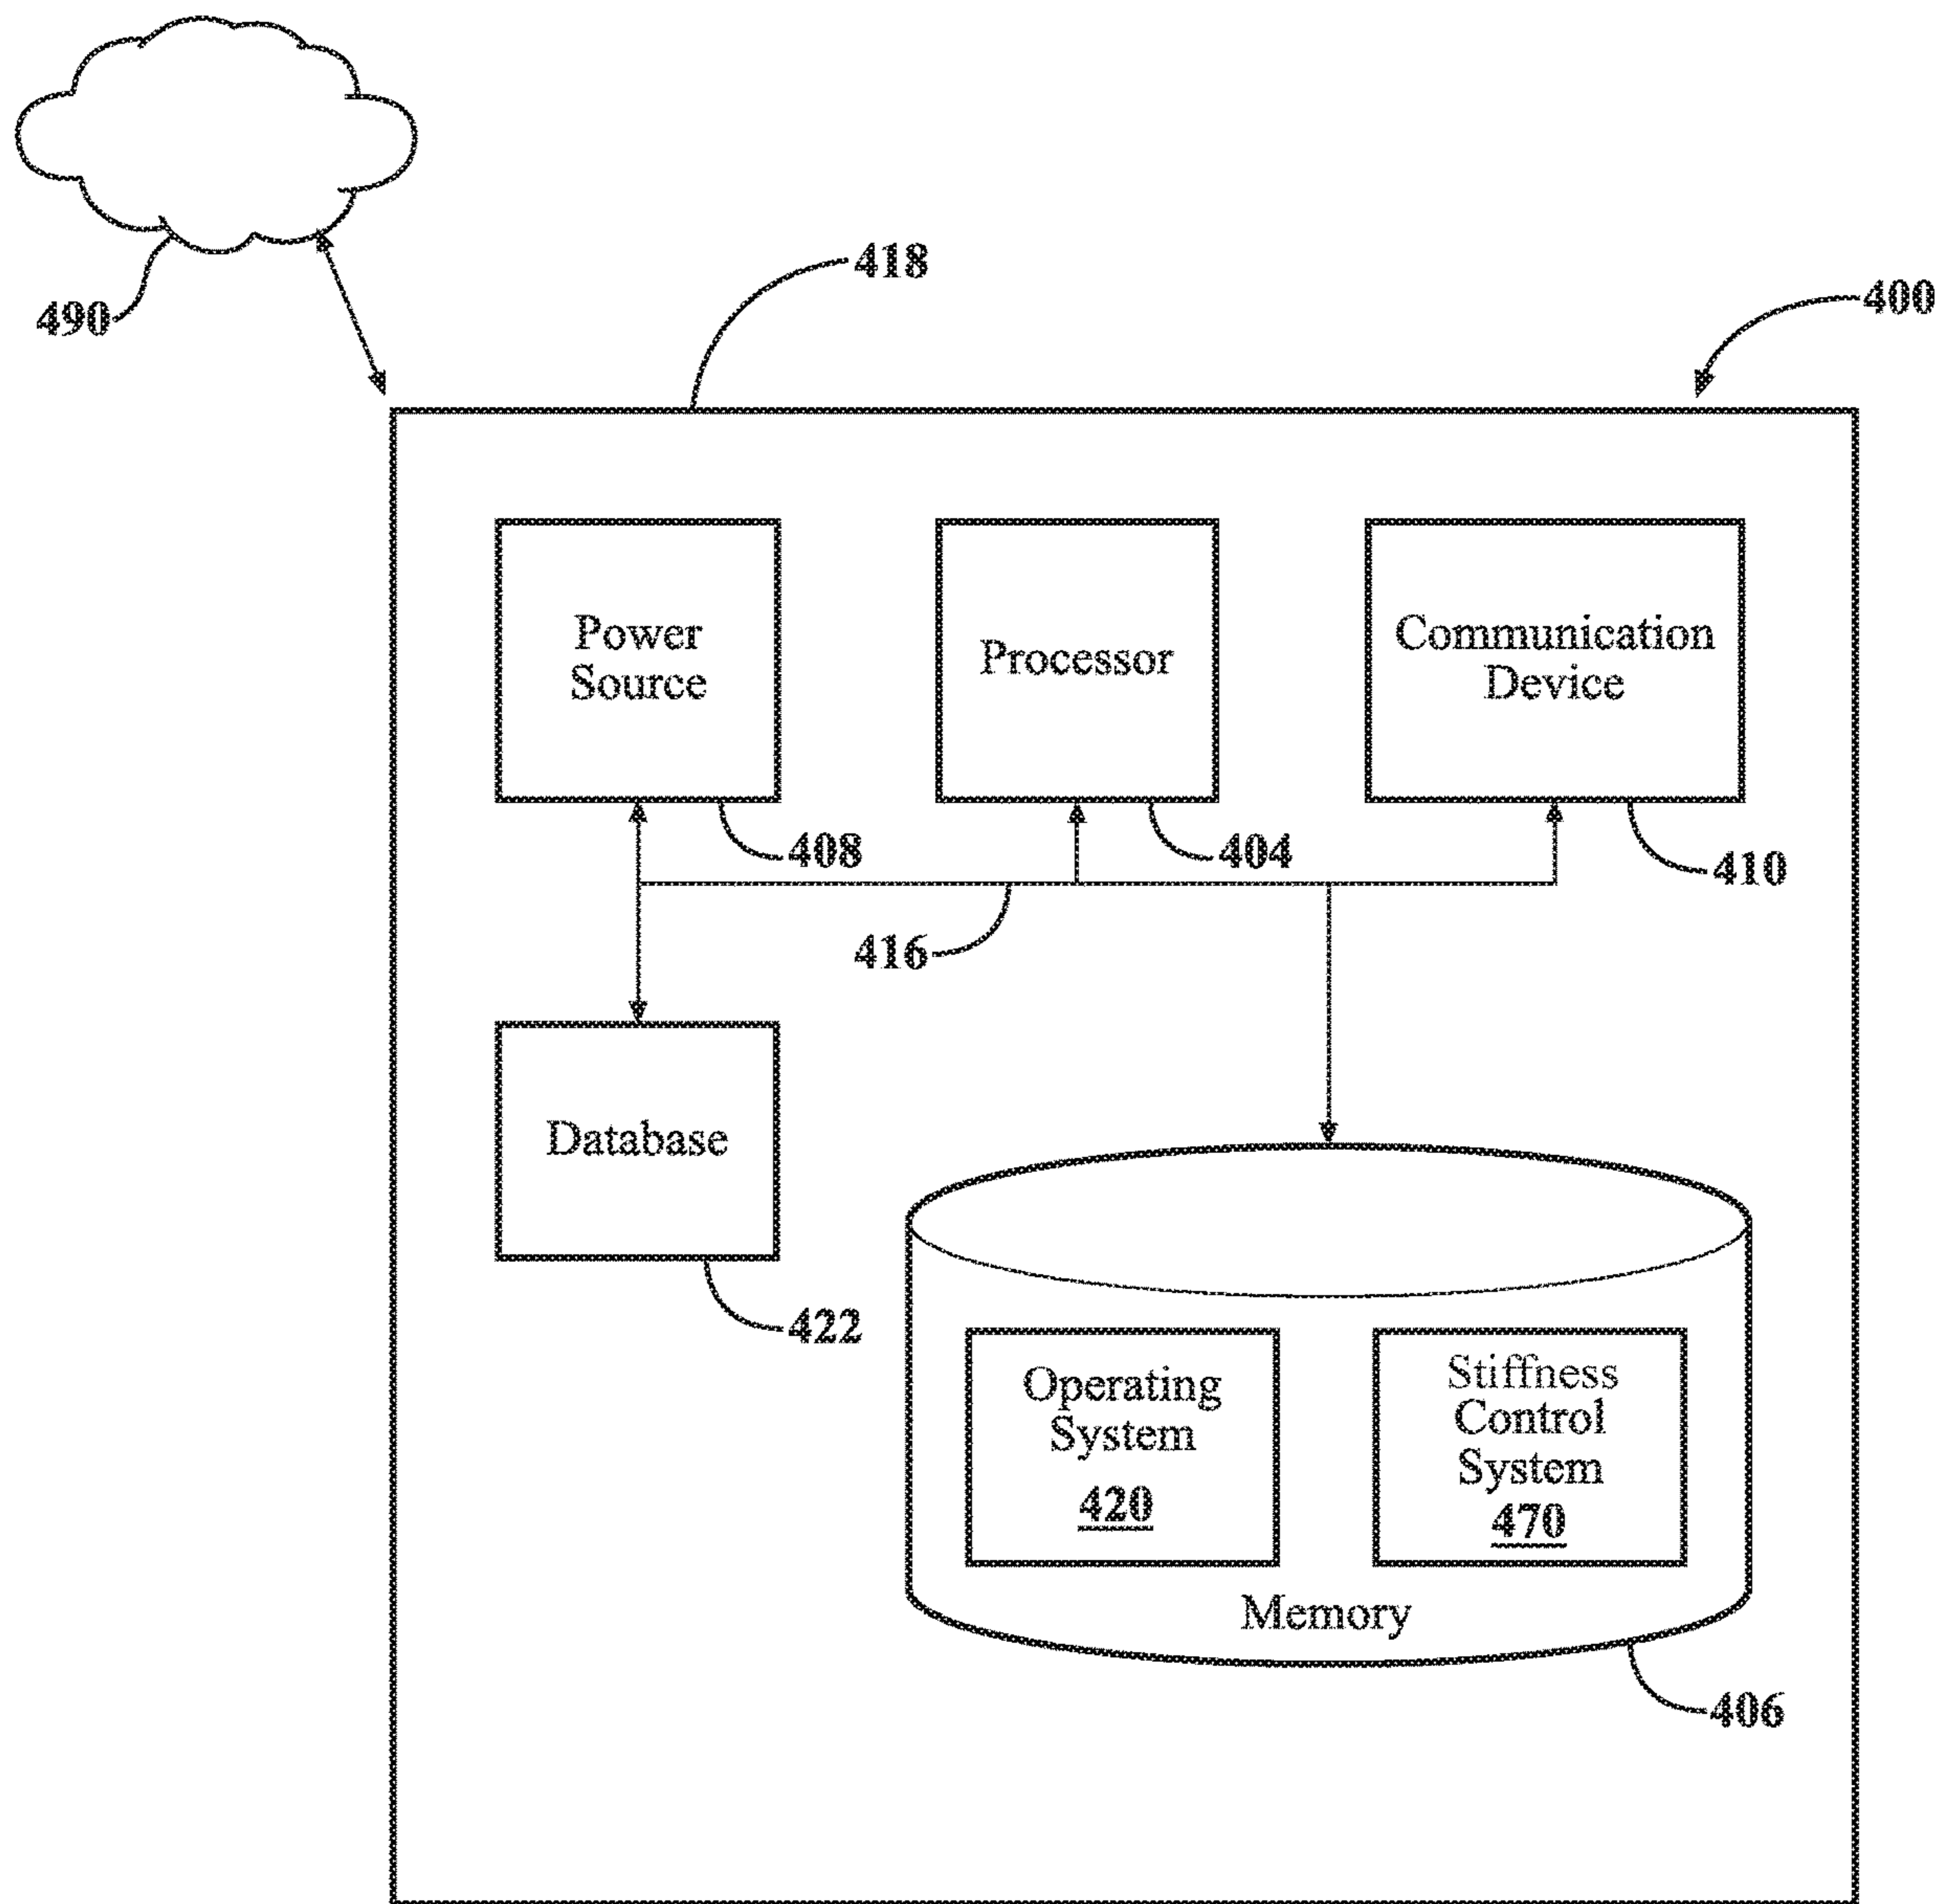 418
400
490
Power
Source
Processor
Communication
Device
408
404
410
416
Database
422
Operating
System
420
Stiffness
Control
System
470
Memory
406